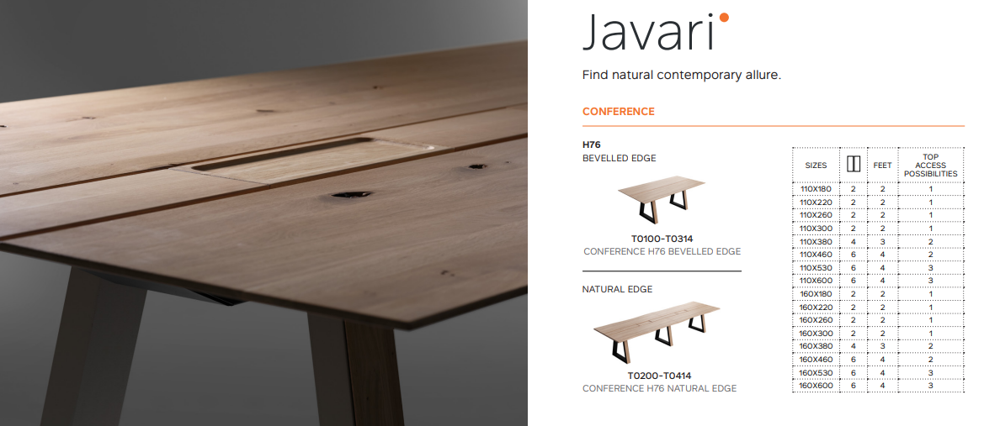 Javari
Find natural contemporary allure.
CONFERENCE
H76
BEVELLED EDGE
T0100-T0314
CONFERENCE H76 BEVELLED EDGE
NATURAL EDGE
T0200-T0414
CONFERENCE H76 NATURAL EDGE
SIZES FEET TOP ACCESS POSSIBILITIES
110X180 2 2 1
110X220 2 2 1
110X260 2 2 1
110X300 2 2 1
110X380 4 3 2
110X460 6 4 2
110X530 6 4 3
110X600 6 4 3
160X180 2 2 1
160X220 2 2 1
160X260 2 2 1
160X300 2 2 1
160X380 4 3 2
160X460 6 4 2
160X530 6 4 3
160X600 6 4 3